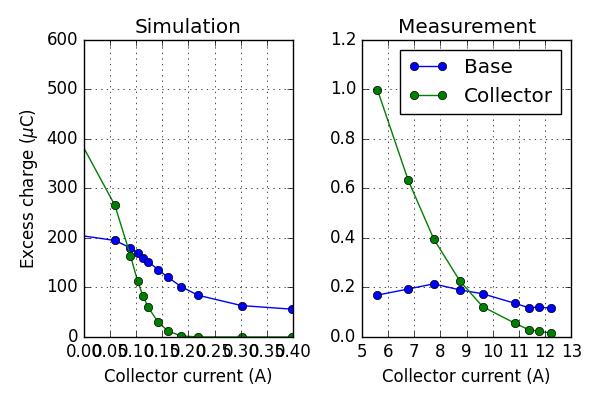 Simulation
Measurement
600
500
400
300
200
100
0
Excess charge (μC)
0.00 0.05 0.10 0.15 0.20 0.25 0.30 0.35 0.40
Collector current (A)
1.2
1.0
0.8
0.6
0.4
0.2
0.0
Base
Collector
5 6 7 8 9 10 11 12 13
Collector current (A)